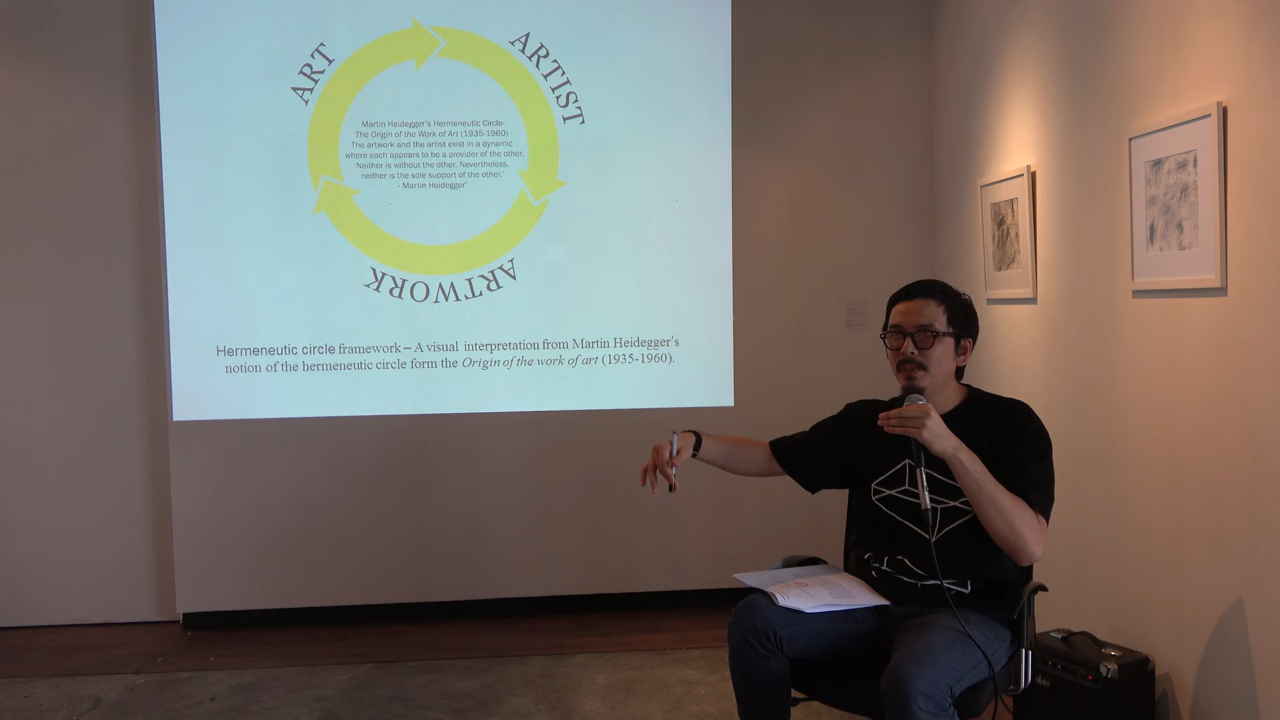 ART
ARTIST
Martin Heidegger's Hermeneutic Circle-
The Origin of the Work of Art (1935-1960) -
The artwork and the artist exist in a dynamic
where each appears to be a provider of the other.
'Neither is without the other. Nevertheless,
neither is the sole support of the other.'
- Martin Heidegger'
ARTWORK
Hermeneutic circle framework – A visual interpretation from Martin Heidegger's
notion of the hermeneutic circle form the Origin of the work of art (1935-1960).